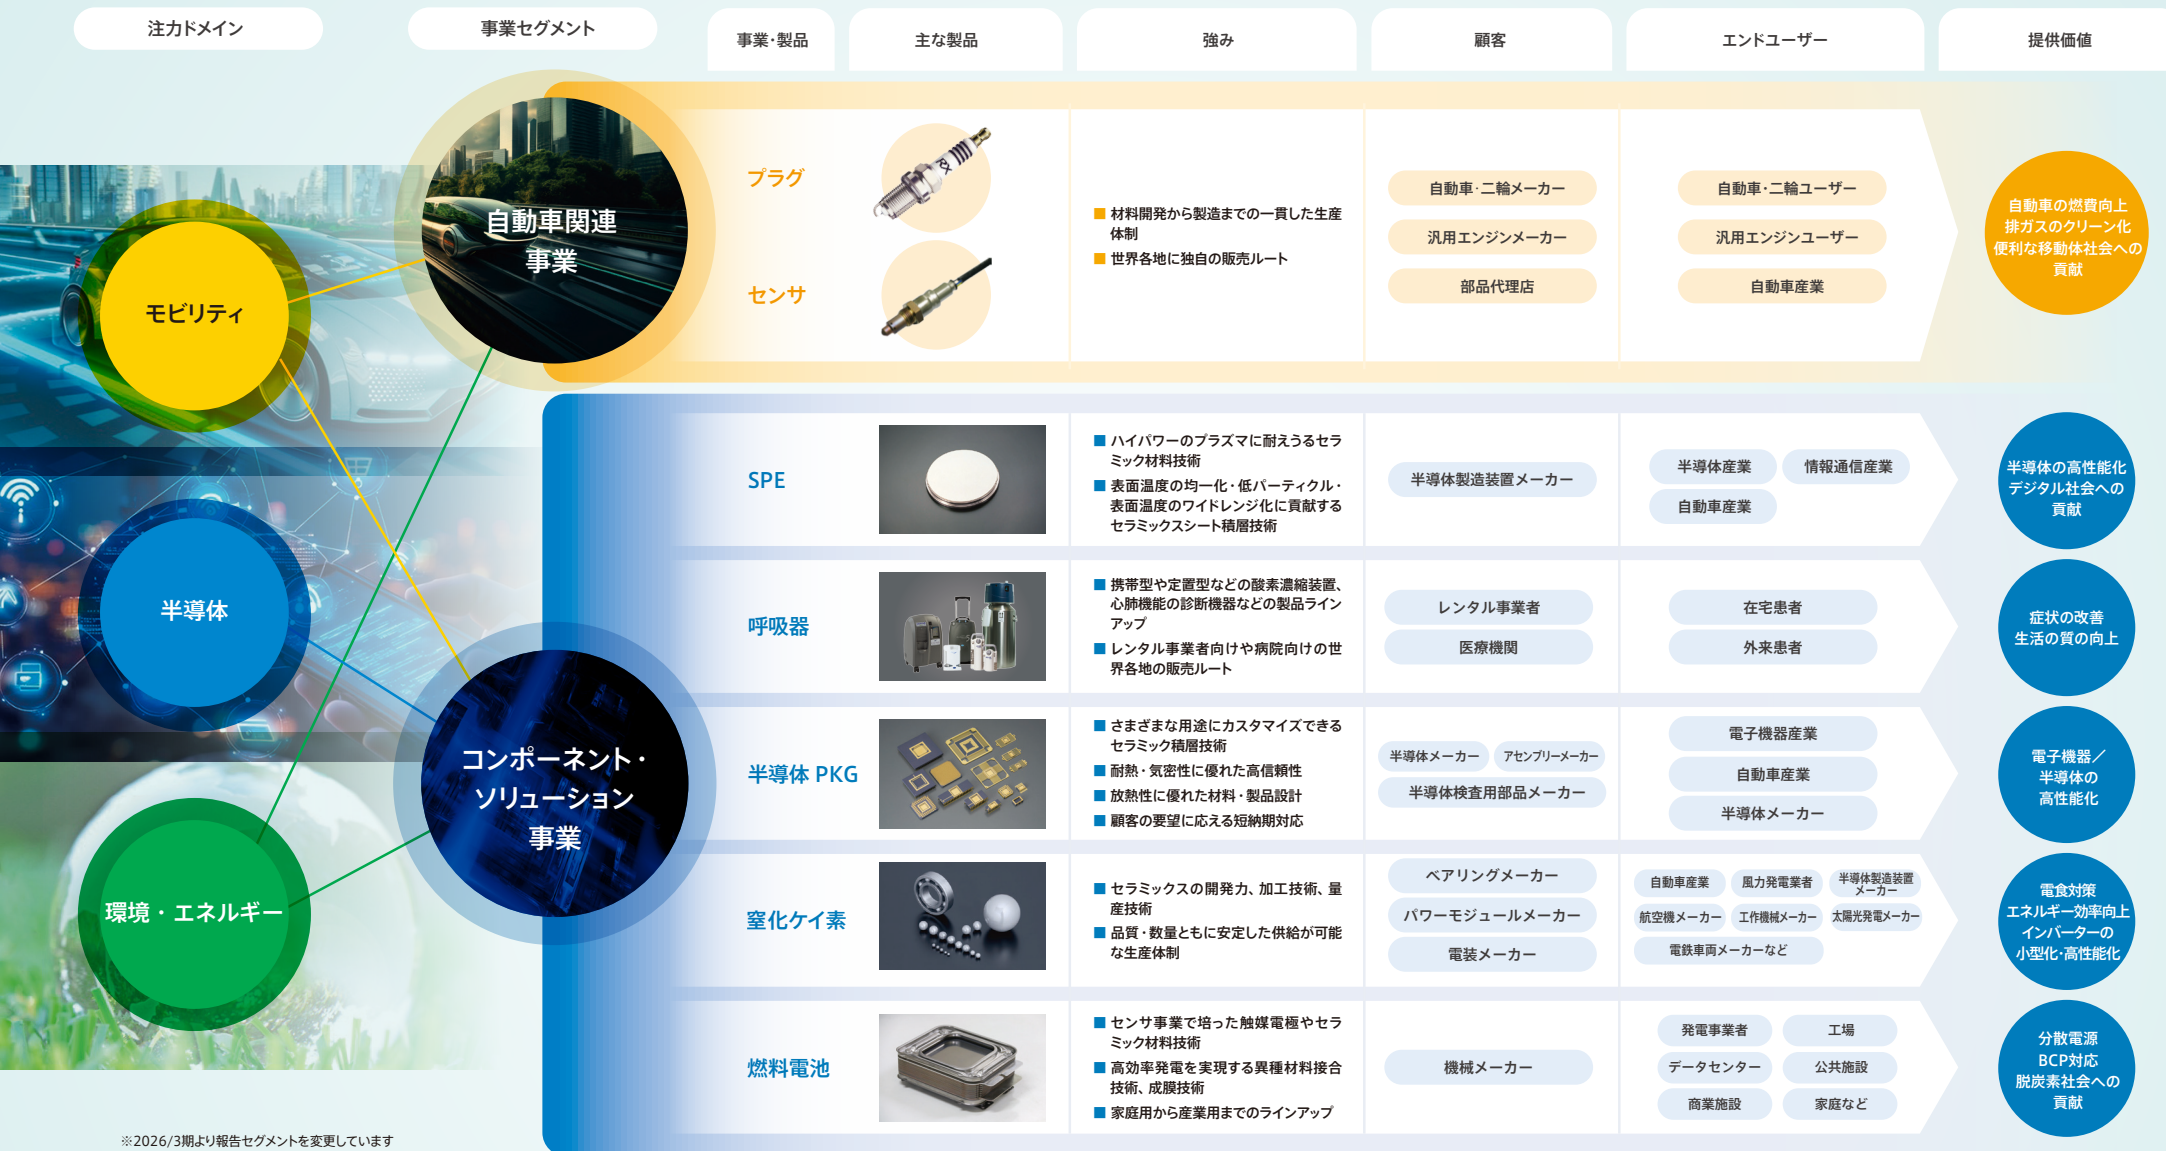 注力ドメイン
事業セグメント
事業・製品
主な製品
強み
顧客
エンドユーザー
提供価値
モビリティ
半導体
環境・エネルギー
自動車関連
事業
コンポーネント・
ソリューション
事業
プラグ
センサ
RX
■ 材料開発から製造までの一貫した生産
体制
■ 世界各地に独自の販売ルート
自動車・二輪メーカー
汎用エンジンメーカー
部品代理店
自動車・二輪ユーザー
汎用エンジンユーザー
自動車産業
自動車の燃費向上
排ガスのクリーン化
便利な移動体社会への
貢献
SPE
■ ハイパワーのプラズマに耐えうるセラ
ミック材料技術
■ 表面温度の均一化・低パーティクル・
表面温度のワイドレンジ化に貢献する
セラミックスシート積層技術
半導体製造装置メーカー
半導体産業
情報通信産業
自動車産業
半導体の高性能化
デジタル社会への
貢献
呼吸器
■ 携帯型や定置型などの酸素濃縮装置、
心肺機能の診断機器などの製品ライン
アップ
■ レンタル事業者向けや病院向けの世
界各地の販売ルート
レンタル事業者
医療機関
在宅患者
外来患者
症状の改善
生活の質の向上
半導体 PKG
■ さまざまな用途にカスタマイズできる
セラミック積層技術
■ 耐熱・気密性に優れた高信頼性
■ 放熱性に優れた材料・製品設計
■ 顧客の要望に応える短納期対応
半導体メーカー
アセンブリーメーカー
半導体検査用部品メーカー
電子機器産業
自動車産業
半導体メーカー
電子機器／
半導体の
高性能化
窒化ケイ素
■ セラミックスの開発力、加工技術、量
産技術
■ 品質・数量ともに安定した供給が可能
な生産体制
ベアリングメーカー
パワーモジュールメーカー
電装メーカー
自動車産業
風力発電業者
半導体製造装置
メーカー
航空機メーカー
工作機械メーカー
太陽光発電メーカー
電鉄車両メーカーなど
電食対策
エネルギー効率向上
インバーターの
小型化・高性能化
燃料電池
■ センサ事業で培った触媒電極やセラ
ミック材料技術
■ 高効率発電を実現する異種材料接合
技術、成膜技術
■ 家庭用から産業用までのラインアップ
機械メーカー
発電事業者
工場
データセンター
公共施設
商業施設
家庭など
分散電源
BCP対応
脱炭素社会への
貢献
※2026/3期より報告セグメントを変更しています